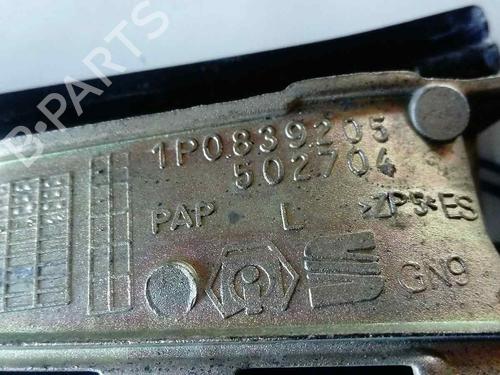 B-PARTS
1P0839205
502704
PAP L >ZP5<ES
GN9